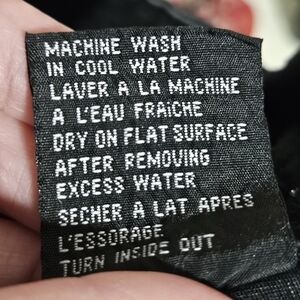 MACHINE WASH
IN COOL WATER
LAVER A LA MACHINE
A L'EAU FRAICHE
DRY ON FLAT SURFACE
AFTER REMOVING
EXCESS WATER
SECHER A LAT APRES
L'ESSORAGE
TURN INSIDE OUT